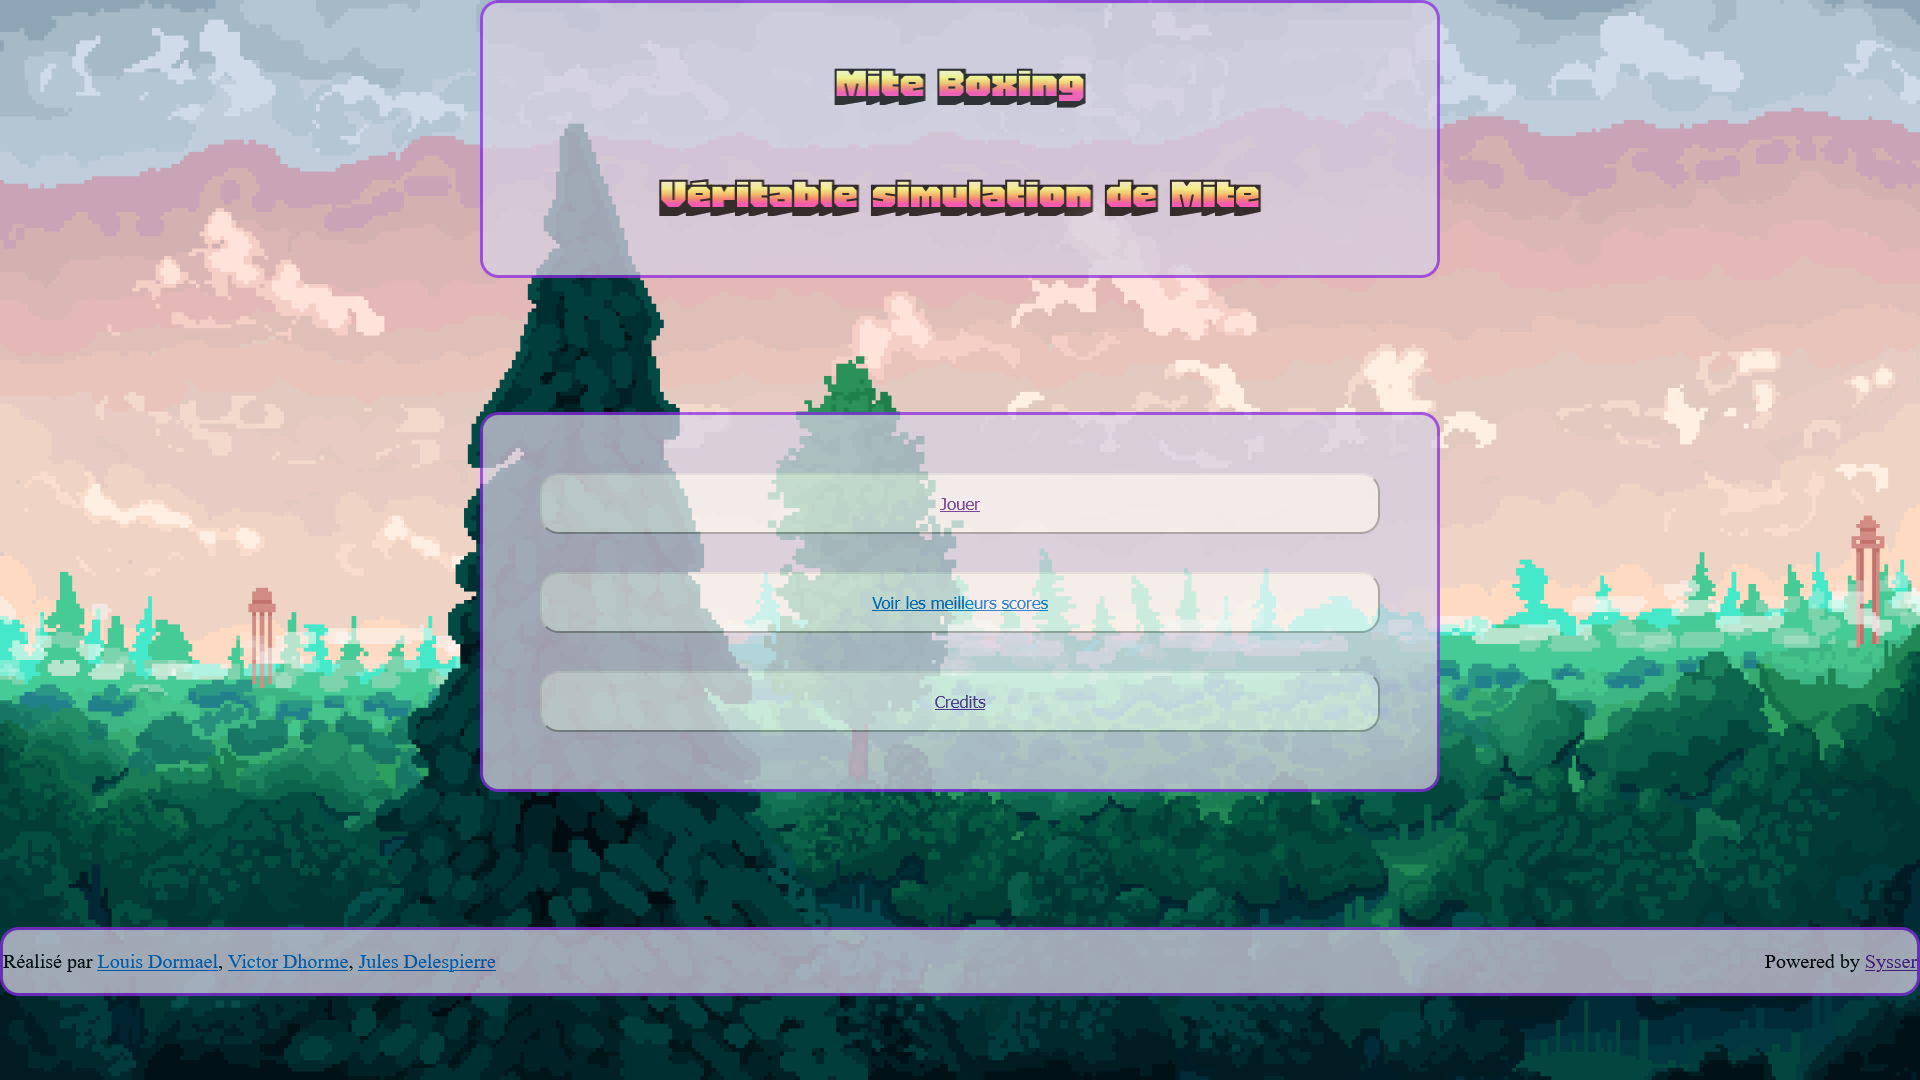 Mite Boxing
Véritable simulation de Mite
Jouer
Voir les meilleurs scores
Credits
Réalisé par Louis Dormael, Victor Dhorme, Jules Delespierre
Powered by Sysser